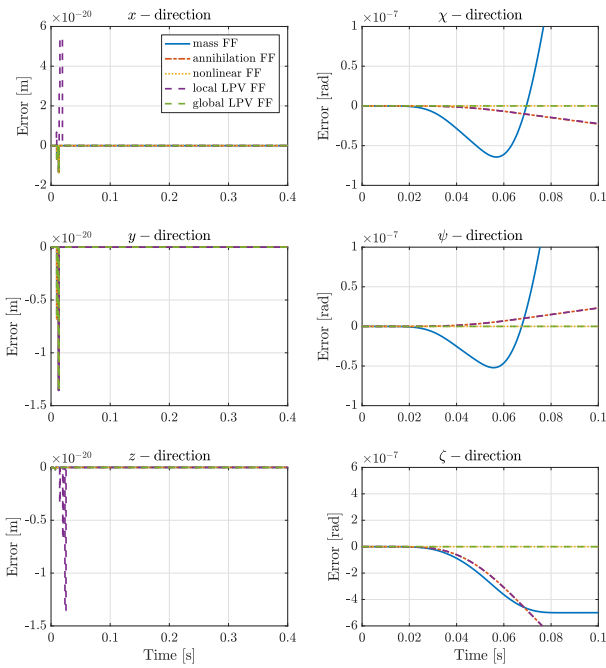 x − direction
×10⁻²⁰
6
4
2
0
-2
Error [m]
0 0.1 0.2 0.3 0.4
mass FF
annihilation FF
nonlinear FF
local LPV FF
global LPV FF
χ − direction
×10⁻⁷
1
0.5
0
-0.5
-1
Error [rad]
0 0.02 0.04 0.06 0.08 0.1
y − direction
×10⁻²⁰
0
-0.5
-1
-1.5
Error [m]
0 0.1 0.2 0.3 0.4
ψ − direction
×10⁻⁷
1
0.5
0
-0.5
-1
Error [rad]
0 0.02 0.04 0.06 0.08 0.1
z − direction
×10⁻²⁰
0
-0.5
-1
-1.5
Error [m]
0 0.1 0.2 0.3 0.4
Time [s]
ζ − direction
×10⁻⁷
6
4
2
0
-2
-4
-6
Error [rad]
0 0.02 0.04 0.06 0.08 0.1
Time [s]